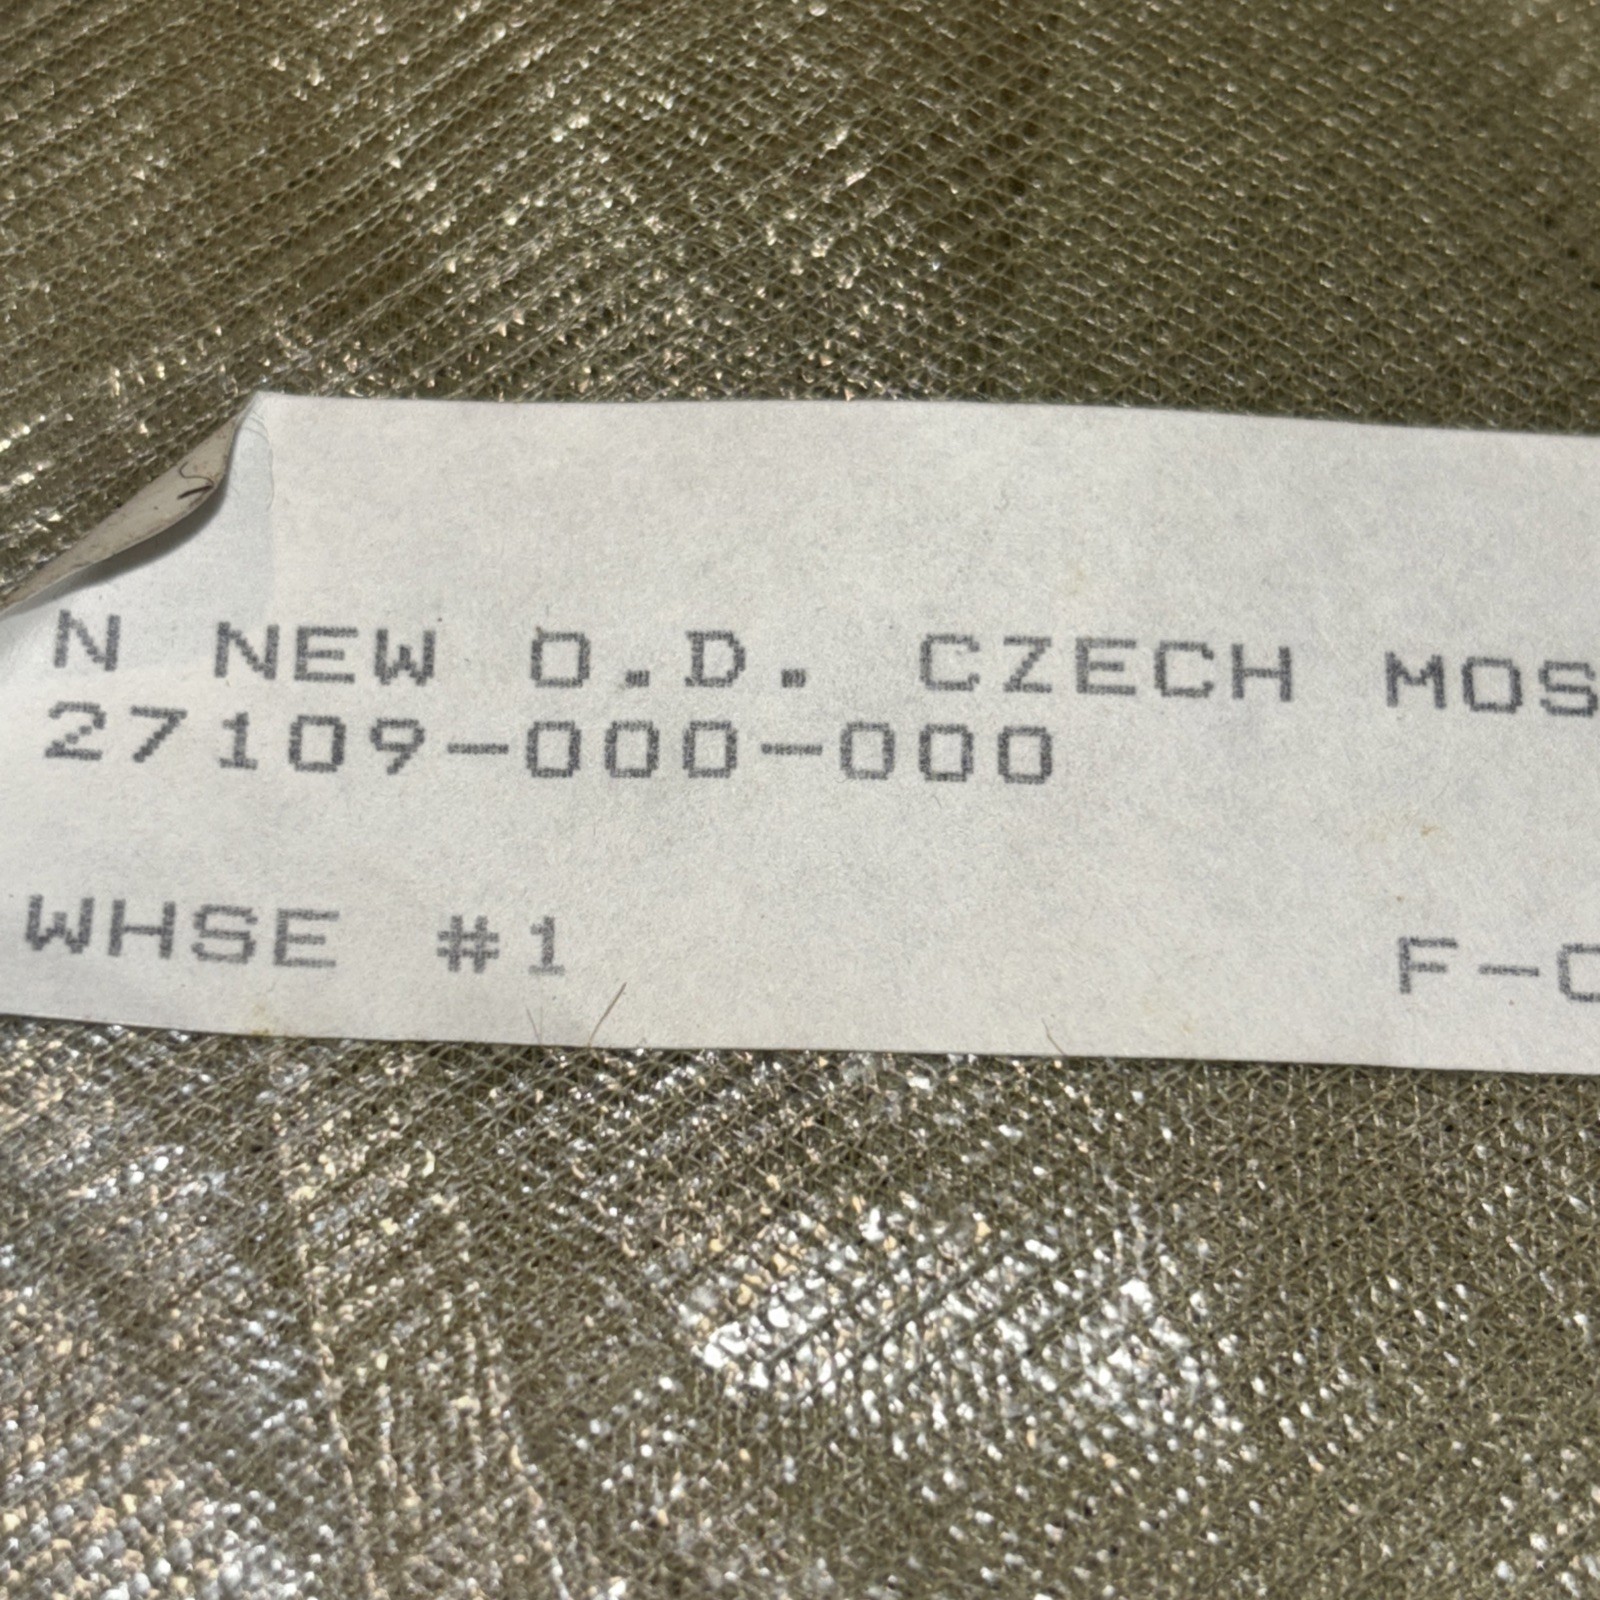 N NEW O.D. CZECH MOS
27109-000-000
WHSE #1 F-